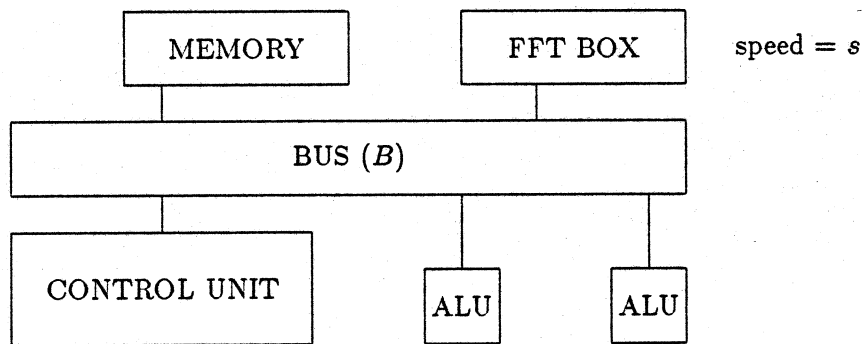 MEMORY
FFT BOX
speed = s
BUS (B)
CONTROL UNIT
ALU
ALU